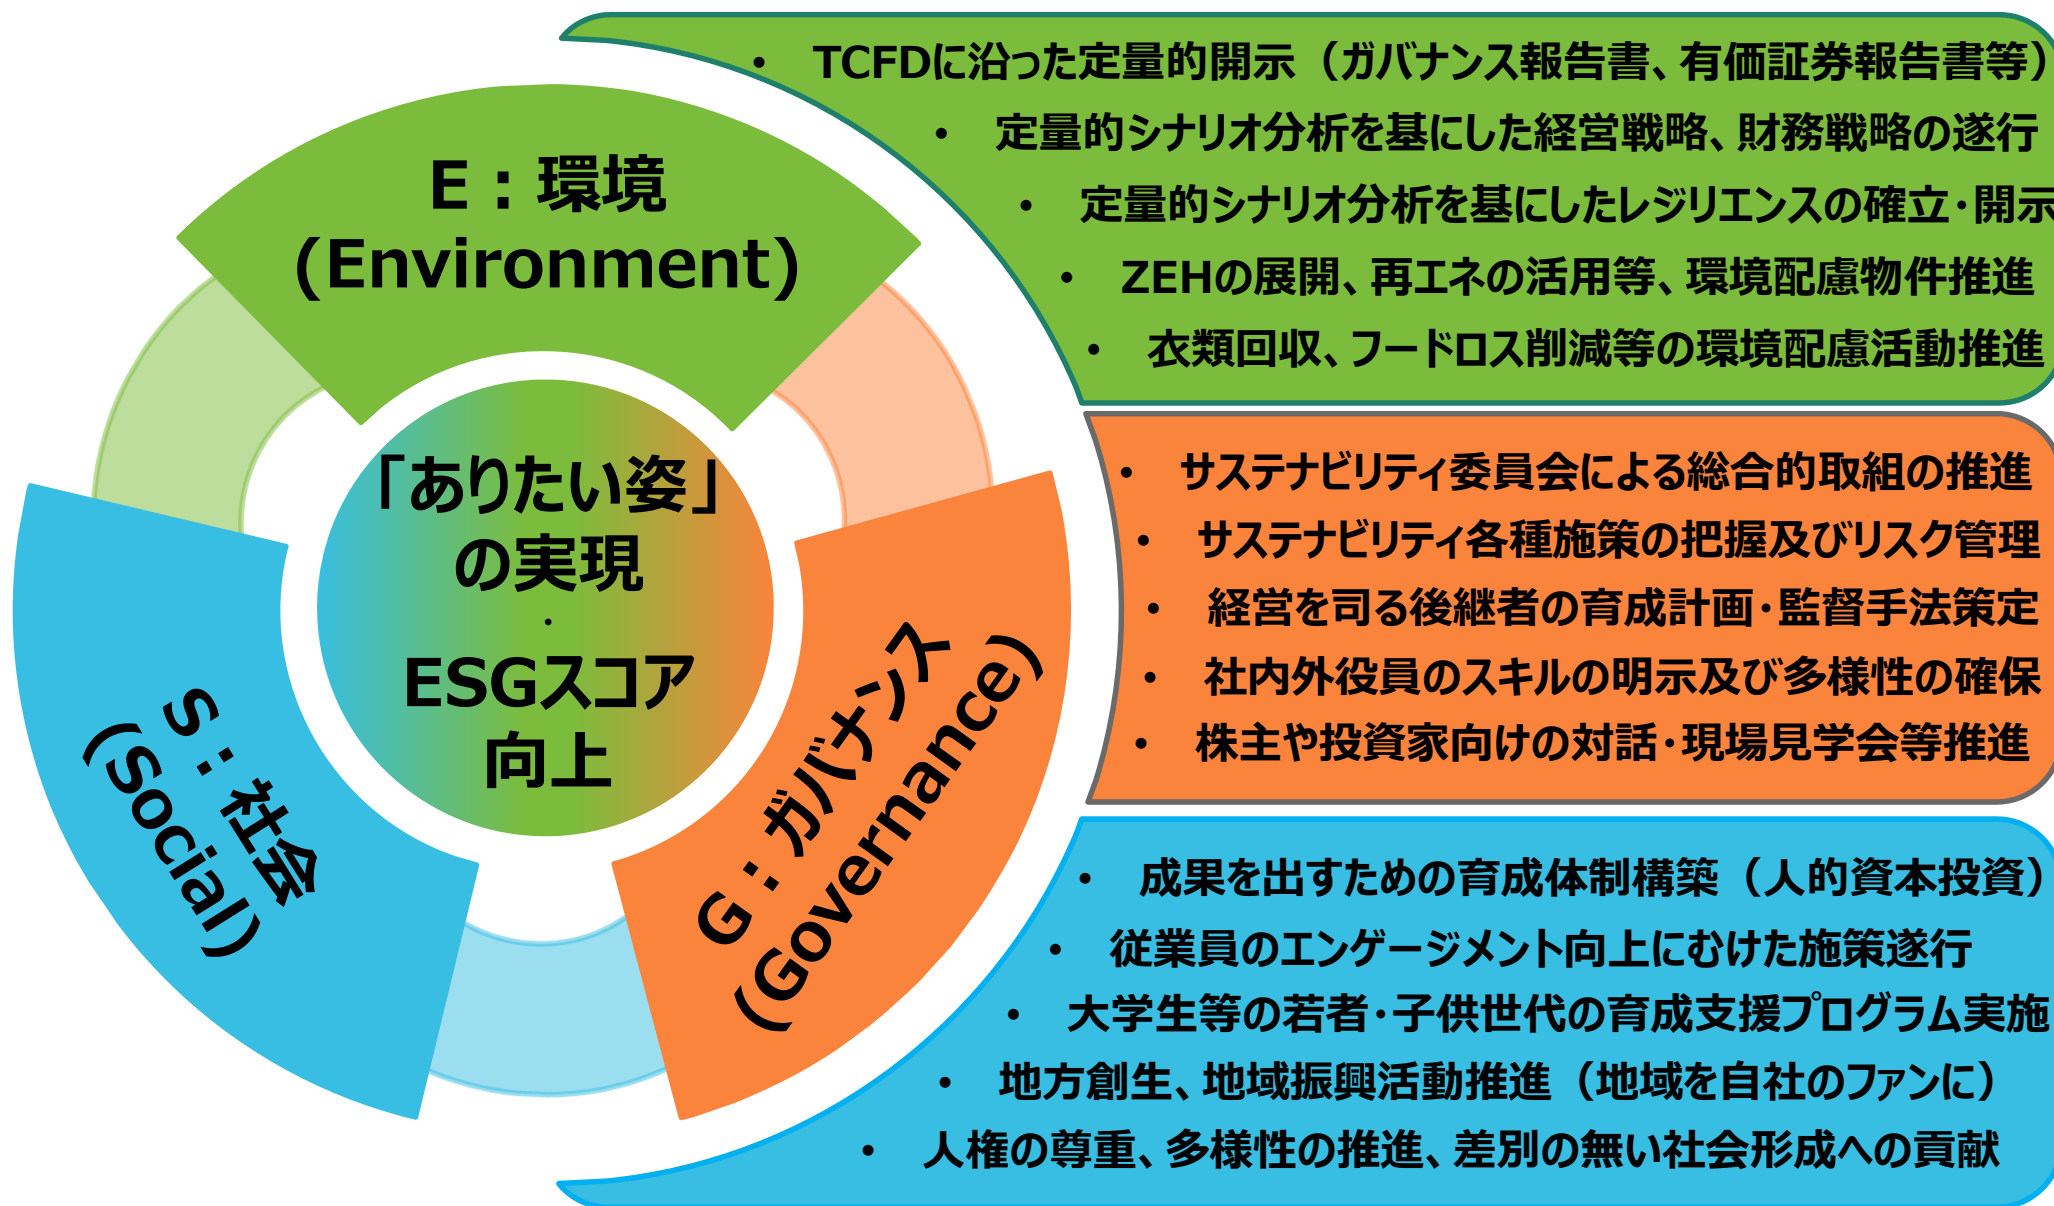 E：環境
(Environment)
S：社会
(Social)
G：ガバナンス
(Governance)
「ありたい姿」
の実現
・
ESGスコア
向上
• TCFDに沿った定量的開示（ガバナンス報告書、有価証券報告書等）
• 定量的シナリオ分析を基にした経営戦略、財務戦略の遂行
• 定量的シナリオ分析を基にしたレジリエンスの確立・開示
• ZEHの展開、再エネの活用等、環境配慮物件推進
• 衣類回収、フードロス削減等の環境配慮活動推進
• サステナビリティ委員会による総合的取組の推進
• サステナビリティ各種施策の把握及びリスク管理
• 経営を司る後継者の育成計画・監督手法策定
• 社内外役員のスキルの明示及び多様性の確保
• 株主や投資家向けの対話・現場見学会等推進
• 成果を出すための育成体制構築（人的資本投資）
• 従業員のエンゲージメント向上にむけた施策遂行
• 大学生等の若者・子供世代の育成支援プログラム実施
• 地方創生、地域振興活動推進（地域を自社のファンに）
• 人権の尊重、多様性の推進、差別の無い社会形成への貢献